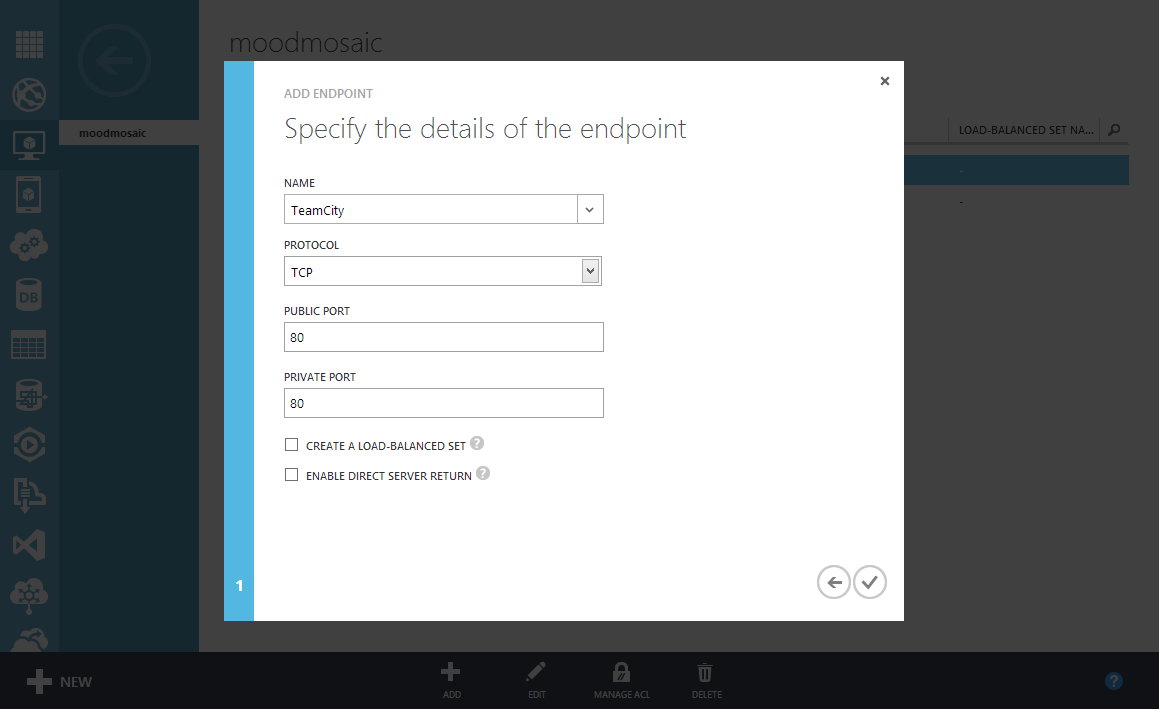 moodmosaic
moodmosaic
LOAD-BALANCED SET NA...
-
-
DB
ADD ENDPOINT
Specify the details of the endpoint
NAME
TeamCity
PROTOCOL
TCP
PUBLIC PORT
80
PRIVATE PORT
80
CREATE A LOAD-BALANCED SET ?
ENABLE DIRECT SERVER RETURN ?
1
NEW
ADD
EDIT
MANAGE ACL
DELETE
?